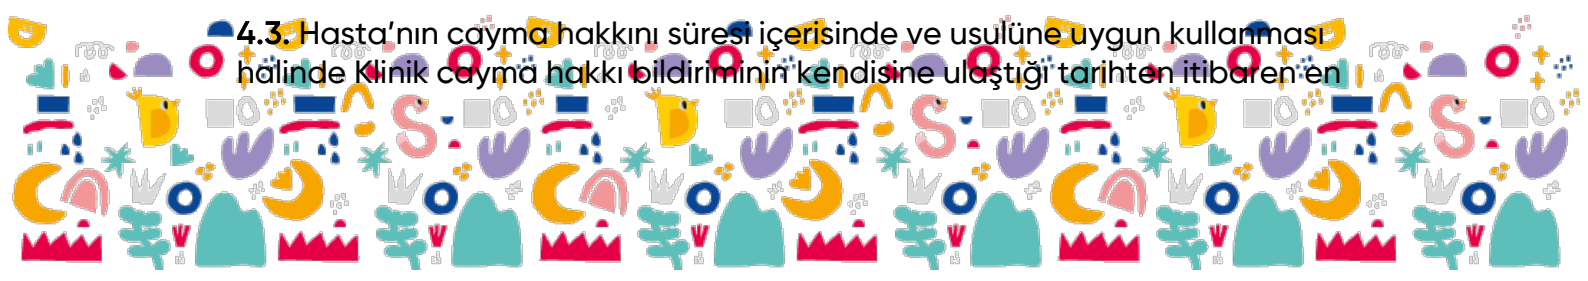 4.3. Hasta’nın cayma hakkını süresi içerisinde ve usulüne uygun kullanması
halinde Klinik cayma hakkı bildiriminin kendisine ulaştığı tarihten itibaren en